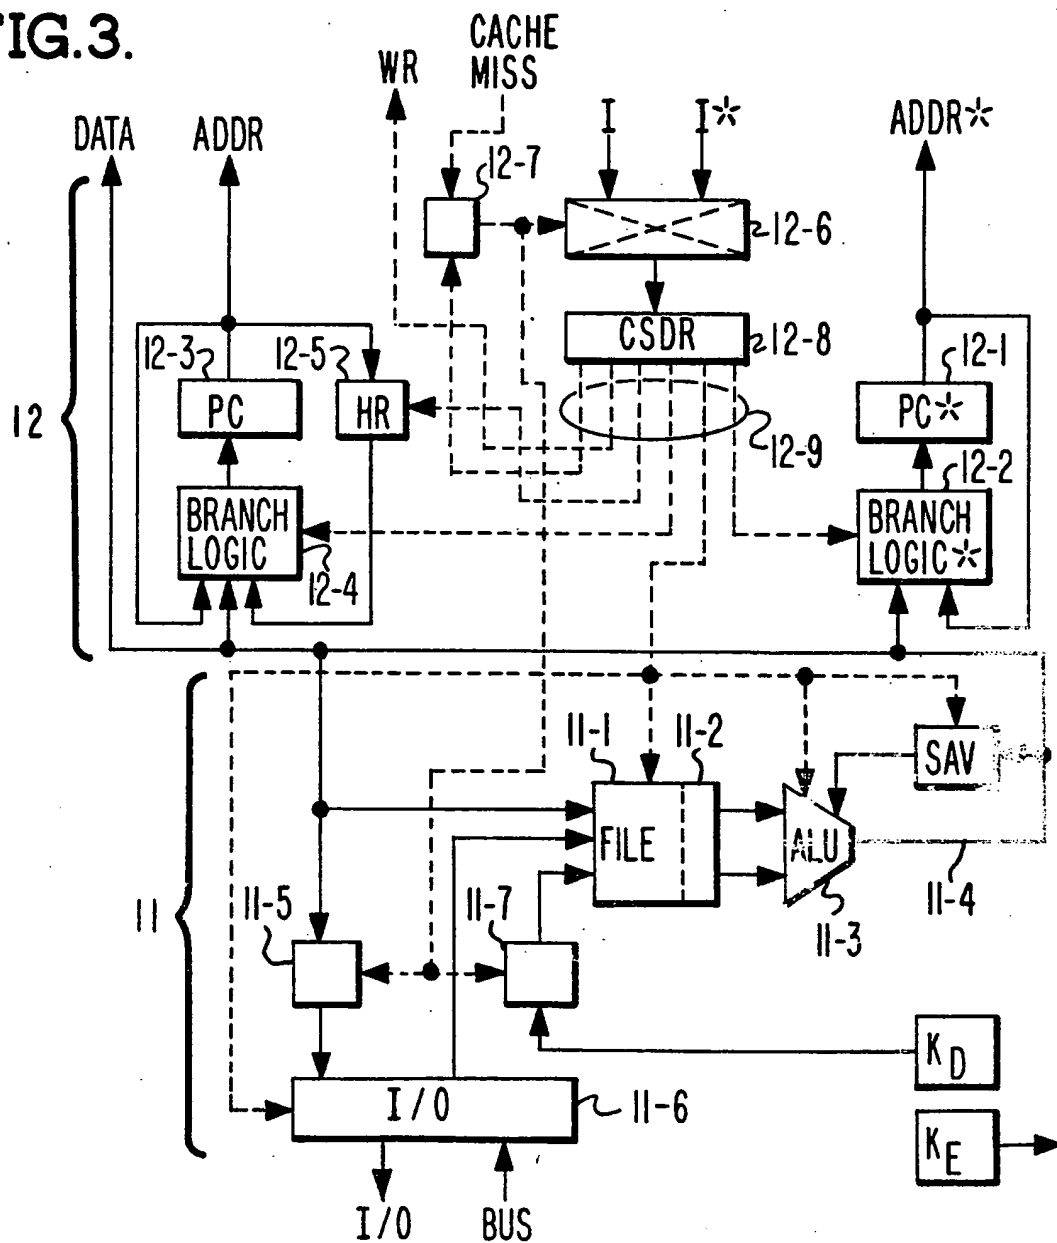 FIG.3.
CACHE
MISS
WR
DATA
ADDR
I
I*
ADDR*
12-7
12-6
CSDR
12-8
12-3
12-5
12-1
PC
HR
PC*
12
12-9
12-2
BRANCH
LOGIC
BRANCH
LOGIC*
12-4
11-1
11-2
SAV
FILE
ALU
11
11-5
11-7
11-3
11-4
KD
I/O
11-6
KE
I/O
BUS